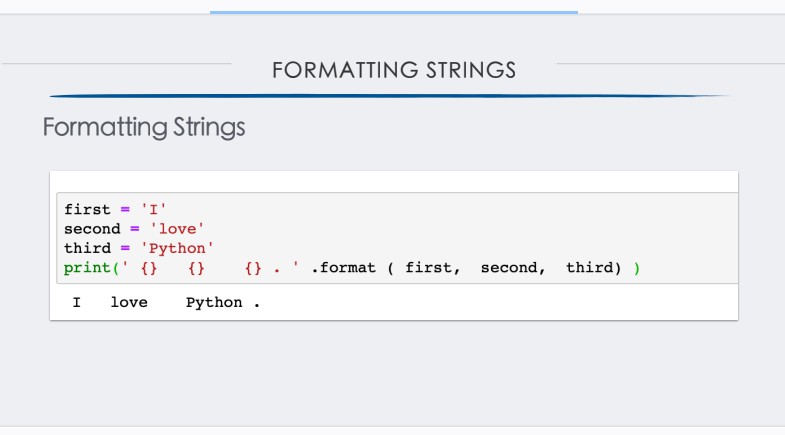 FORMATTING STRINGS
Formatting Strings
first = 'I'
second = 'love'
third = 'Python'
print(' {}   {}    {} . ' .format ( first,  second,  third) )
 I   love    Python .